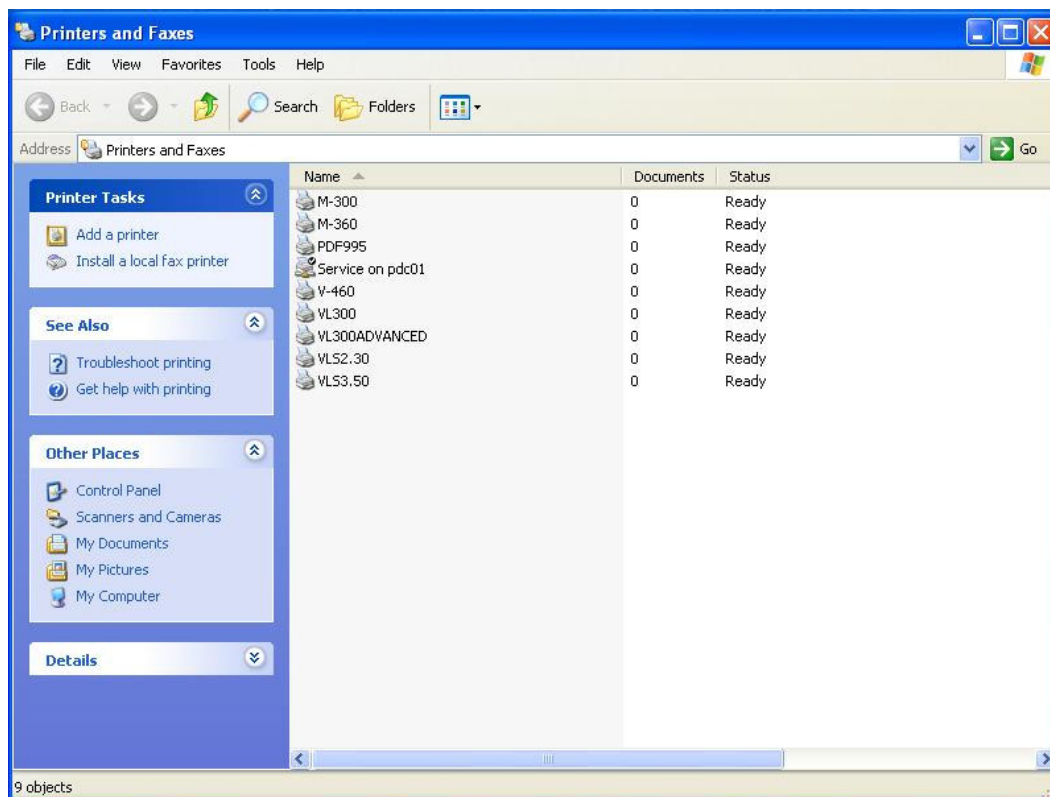 Printers and Faxes
File Edit View Favorites Tools Help
Back Search Folders
Address Printers and Faxes Go
Printer Tasks
Add a printer
Install a local fax printer
See Also
Troubleshoot printing
Get help with printing
Other Places
Control Panel
Scanners and Cameras
My Documents
My Pictures
My Computer
Details
Name Documents Status
M-300 0 Ready
M-360 0 Ready
PDF995 0 Ready
Service on pdc01 0 Ready
V-460 0 Ready
VL300 0 Ready
VL300ADVANCED 0 Ready
VLS2.30 0 Ready
VLS3.50 0 Ready
9 objects